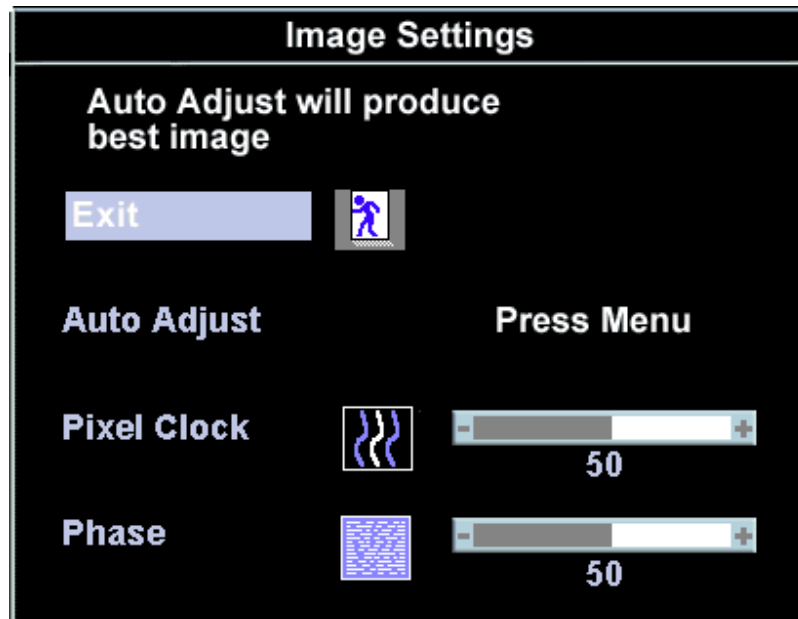 Image Settings
Auto Adjust will produce
best image
Exit
Auto Adjust Press Menu
Pixel Clock - +
50
Phase - +
50